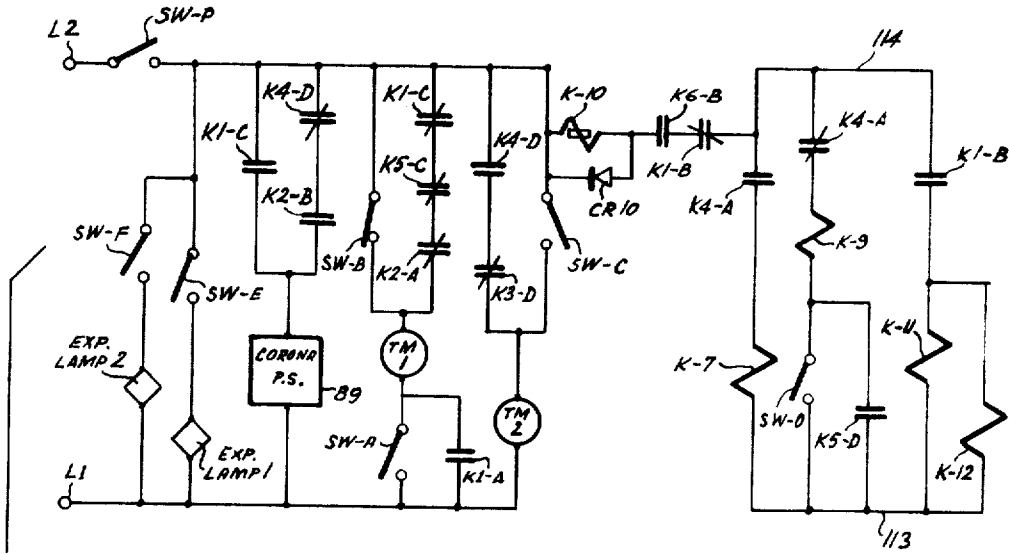 SW-P
L2
114
K4-D
K1-C
K-10
K6-B
K1-C
K4-D
K4-A
K1-B
K1-B
K5-C
CR10
K4-A
K2-B
SW-F
SW-B
K2-A
K-9
SW-C
K3-D
SW-E
EXP.
LAMP 2
CORONA
P.S.
TM
1
K-11
K-7
89
TM
2
SW-A
SW-D
K5-D
EXP.
LAMP 1
K1-A
K-12
L1
113